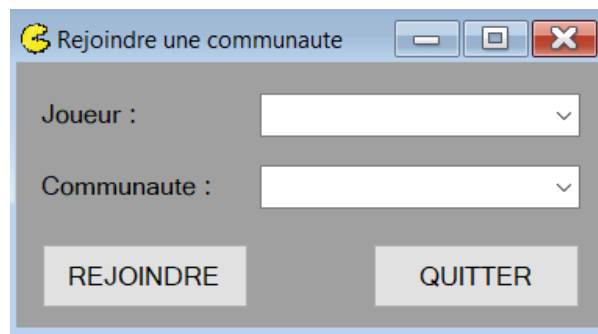 Rejoindre une communaute
Joueur :
Communaute :
REJOINDRE QUITTER